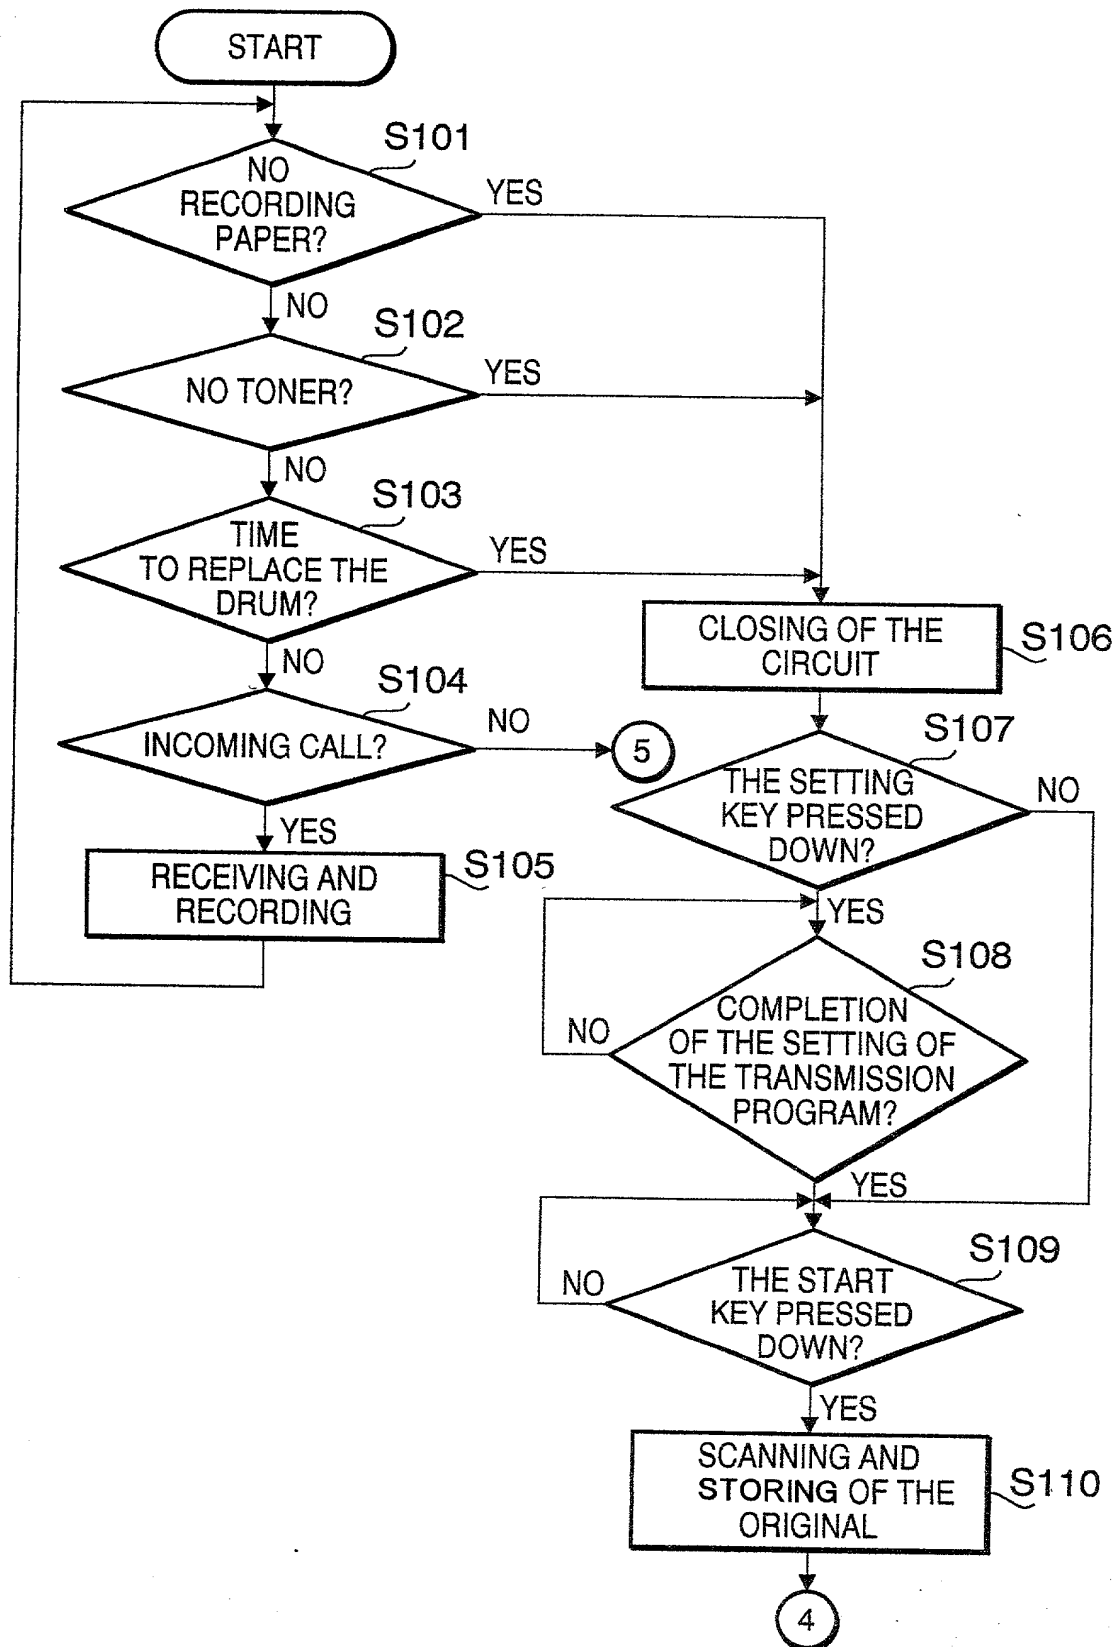 START
S101
NO
RECORDING
PAPER?
YES
NO
S102
NO TONER?
YES
NO
S103
TIME
TO REPLACE THE
DRUM?
YES
NO
S104
INCOMING CALL?
NO
5
YES
RECEIVING AND
RECORDING
S105
CLOSING OF THE
CIRCUIT
S106
S107
THE SETTING
KEY PRESSED
DOWN?
NO
YES
S108
COMPLETION
OF THE SETTING OF
THE TRANSMISSION
PROGRAM?
NO
YES
S109
THE START
KEY PRESSED
DOWN?
NO
YES
SCANNING AND
STORING OF THE
ORIGINAL
S110
4